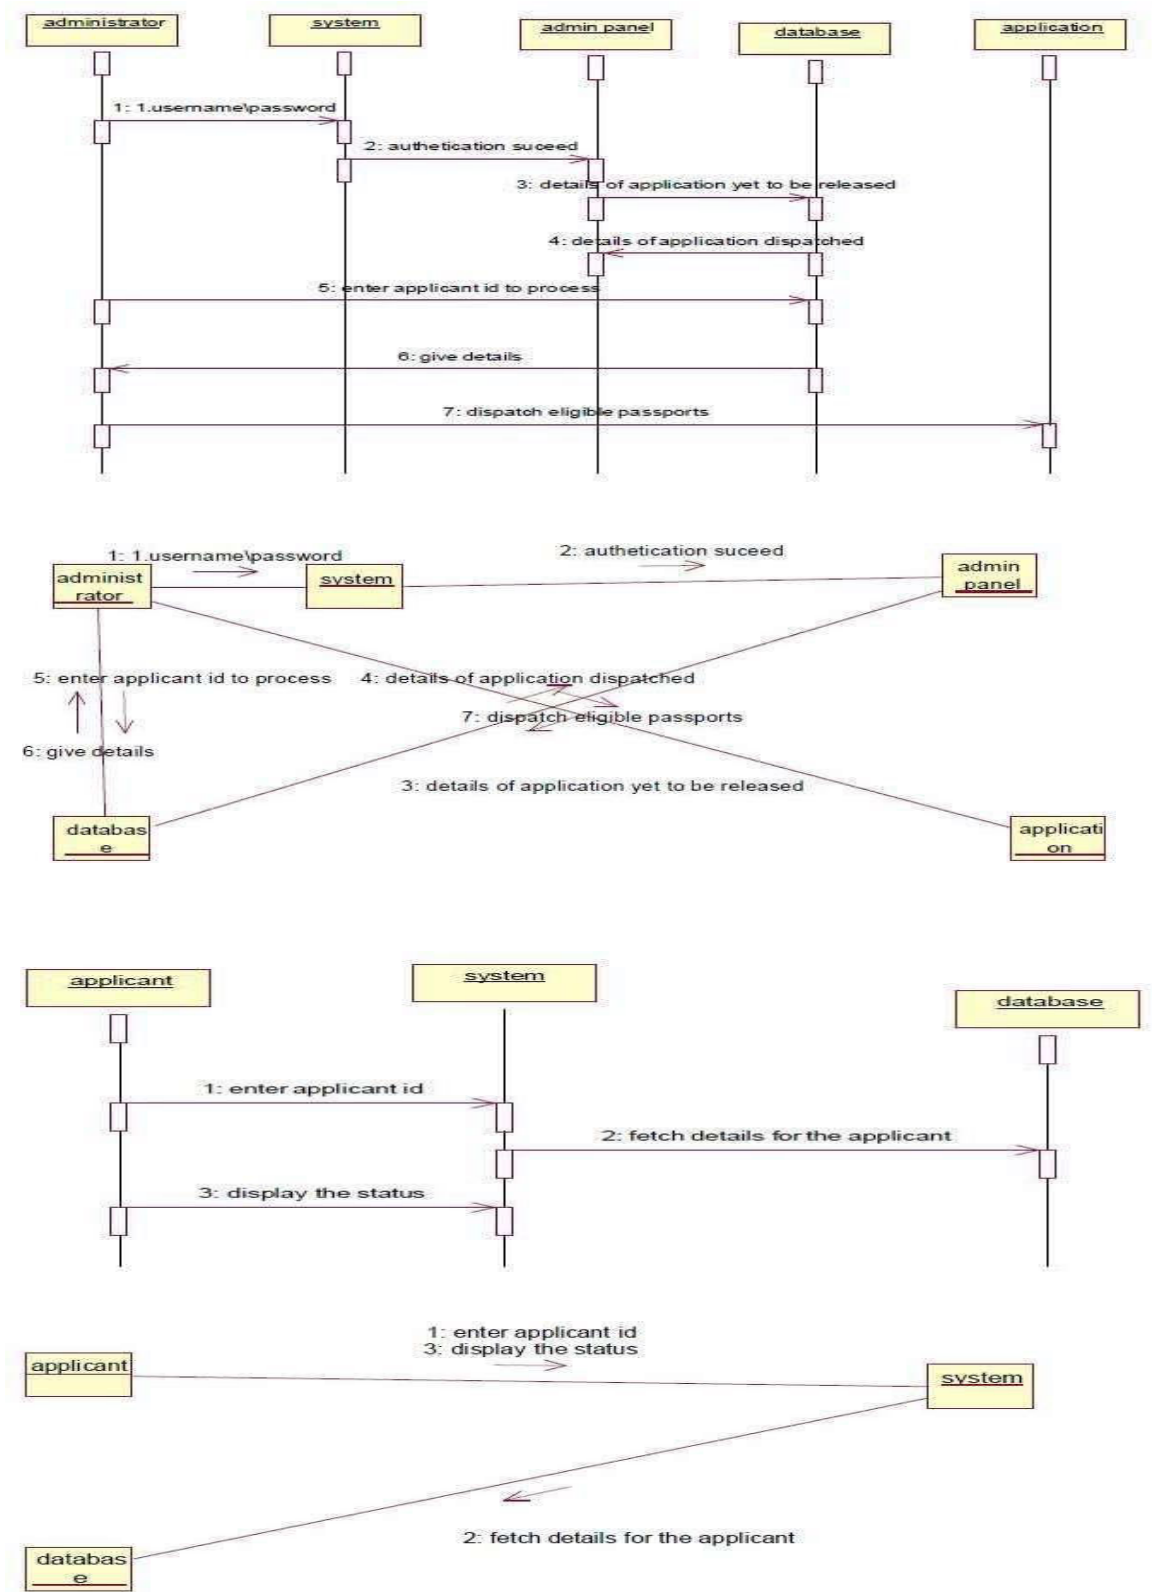 administrator
system
admin panel
database
application
1: 1.username\password
2: authetication suceed
3: details of application yet to be released
4: details of application dispatched
5: enter applicant id to process
6: give details
7: dispatch eligible passports
1: 1.username\password
2: authetication suceed
administ
rator
system
admin
panel
5: enter applicant id to process
4: details of application dispatched
7: dispatch eligible passports
6: give details
3: details of application yet to be released
databas
e
applicati
on
applicant
system
database
1: enter applicant id
2: fetch details for the applicant
3: display the status
1: enter applicant id
3: display the status
applicant
system
2: fetch details for the applicant
databas
e